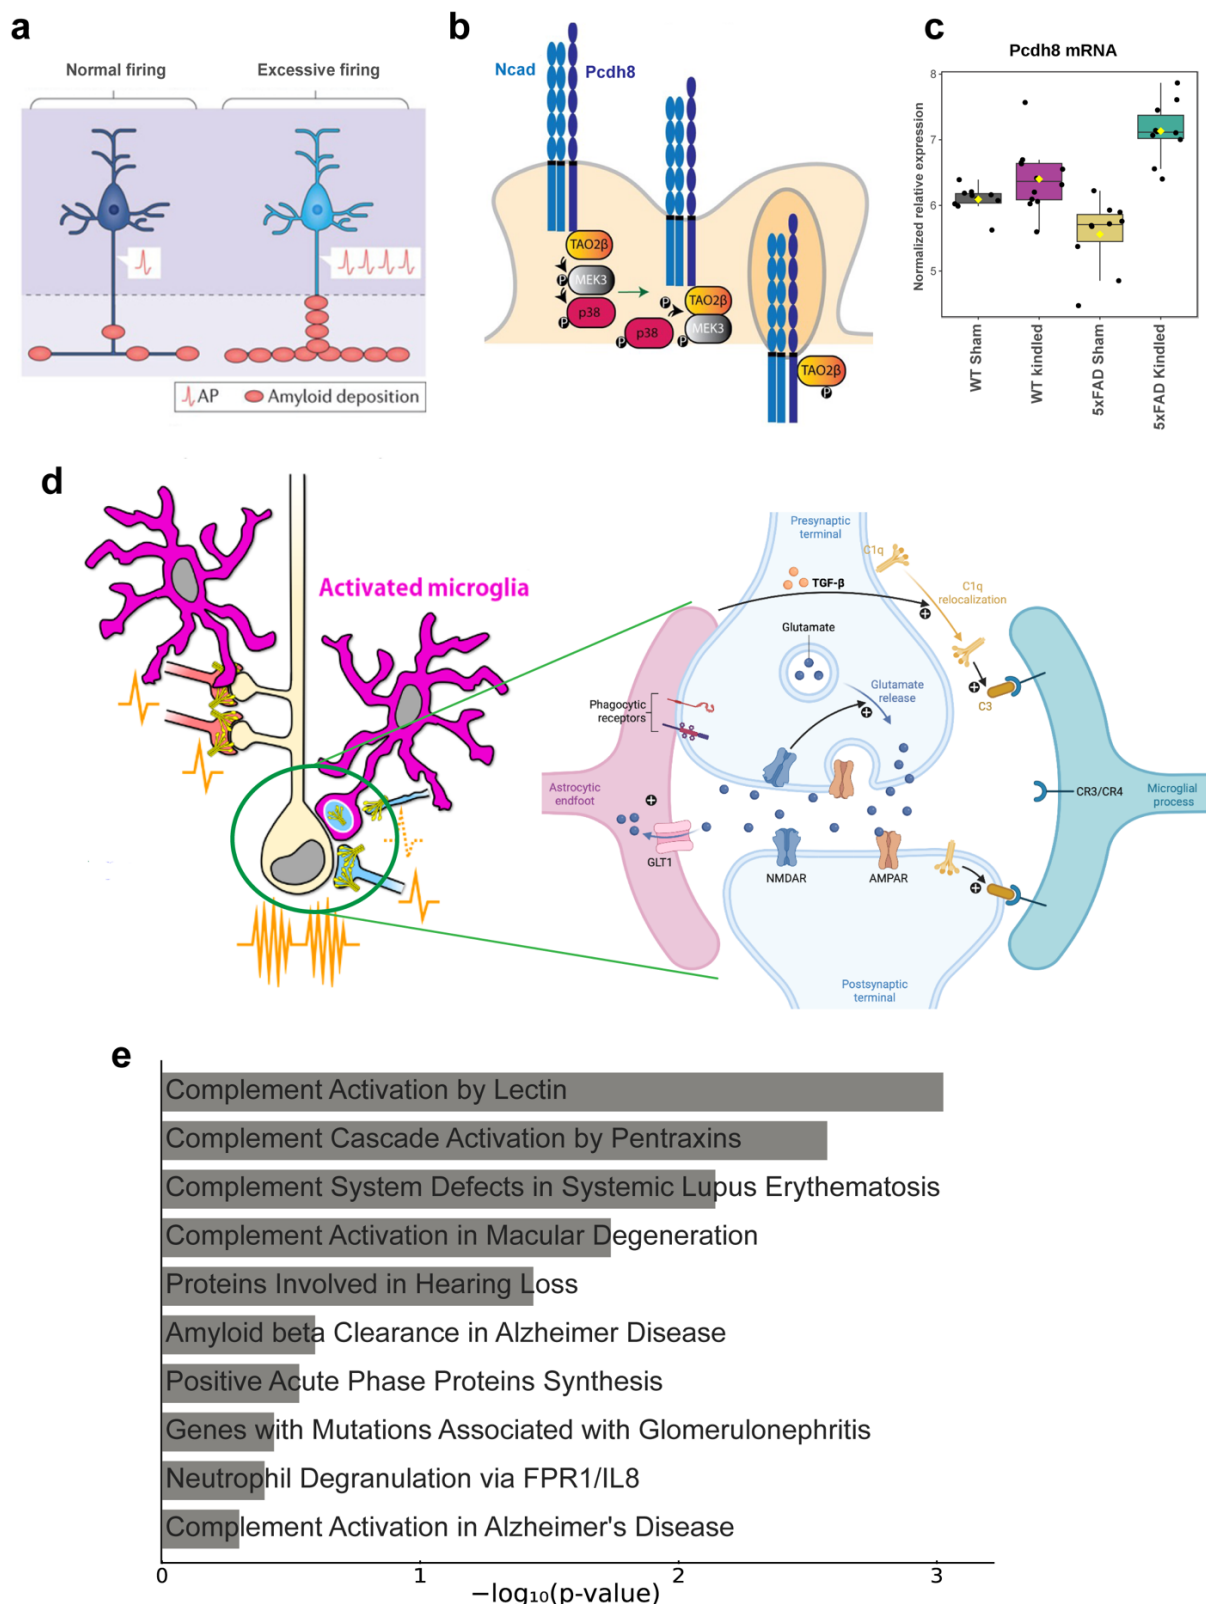 a
Normal firing
Excessive firing
AP
Amyloid deposition
b
Ncad
Pcdh8
TAO2β
P
MEK3
P
p38
P
P
TAO2β
MEK3
P
p38
P
TAO2β
P
c
Pcdh8 mRNA
Normalized relative expression
8
7
6
5
WT Sham
WT kindled
5xFAD Sham
5xFAD Kindled
d
Activated microglia
Presynaptic
terminal
C1q
TGF-β
C1q
relocalization
Glutamate
Glutamate
release
Phagocytic
receptors
C3
Astrocytic
endfoot
CR3/CR4
Microglial
process
GLT1
NMDAR
AMPAR
Postsynaptic
terminal
e
Complement Activation by Lectin
Complement Cascade Activation by Pentraxins
Complement System Defects in Systemic Lupus Erythematosis
Complement Activation in Macular Degeneration
Proteins Involved in Hearing Loss
Amyloid beta Clearance in Alzheimer Disease
Positive Acute Phase Proteins Synthesis
Genes with Mutations Associated with Glomerulonephritis
Neutrophil Degranulation via FPR1/IL8
Complement Activation in Alzheimer's Disease
0
1
2
3
−log₁₀(p-value)